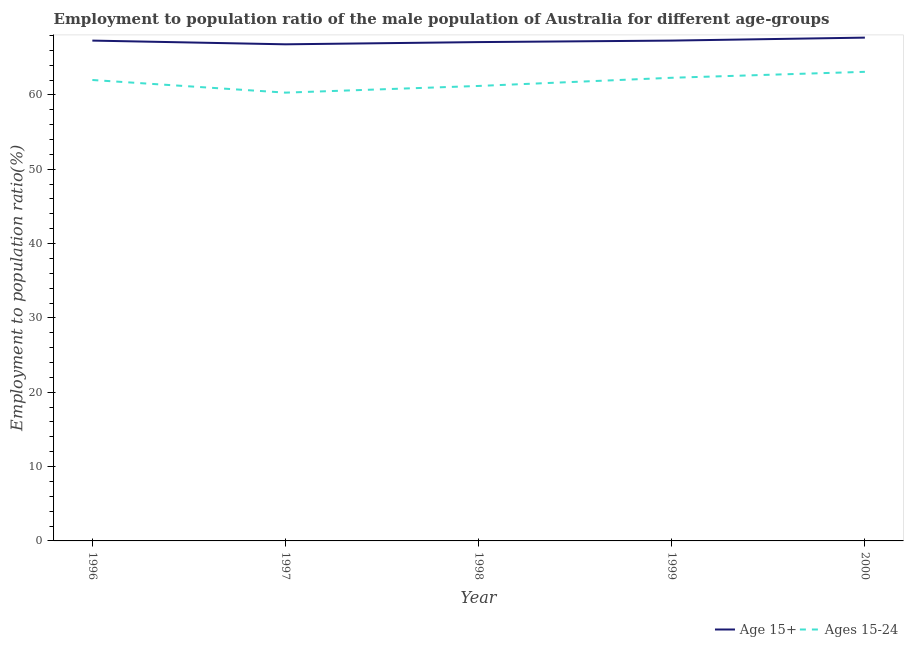 Employment to population ratio of the male population of Australia for different age-groups
Employment to population ratio(%)
60
50
40
30
20
10
0
1996
1997
1998
1999
2000
Year
Age 15+
Ages 15-24